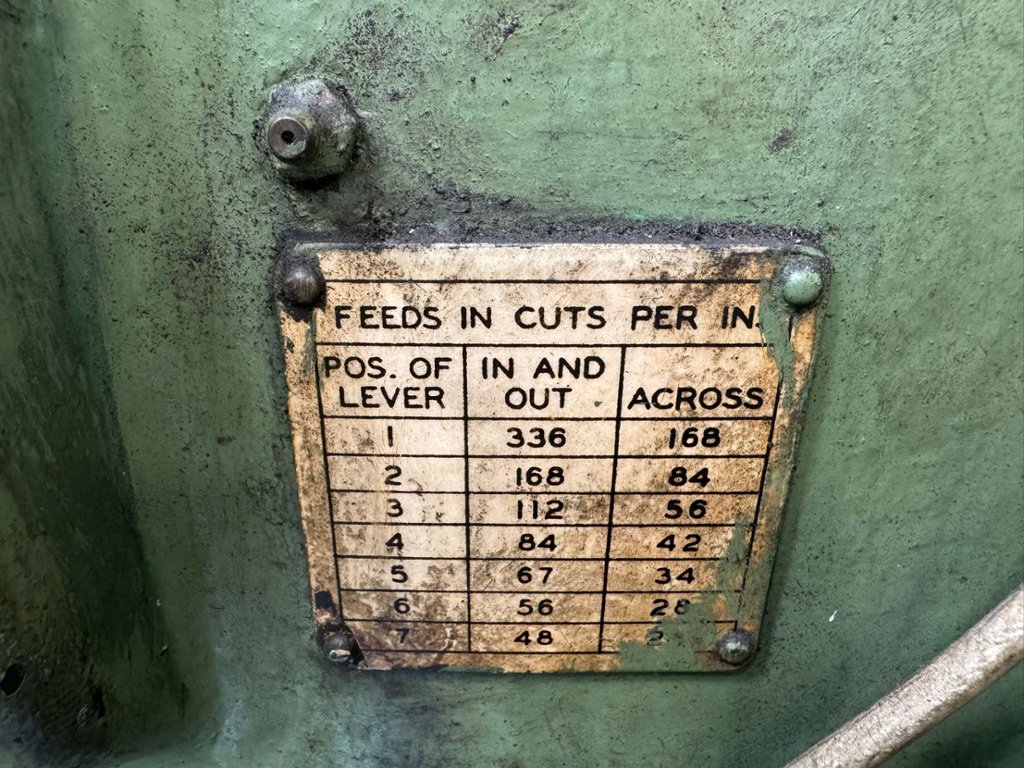 FEEDS IN CUTS PER IN.
POS. OF LEVER IN AND OUT ACROSS
1 336 168
2 168 84
3 112 56
4 84 42
5 67 34
6 56 28
7 48